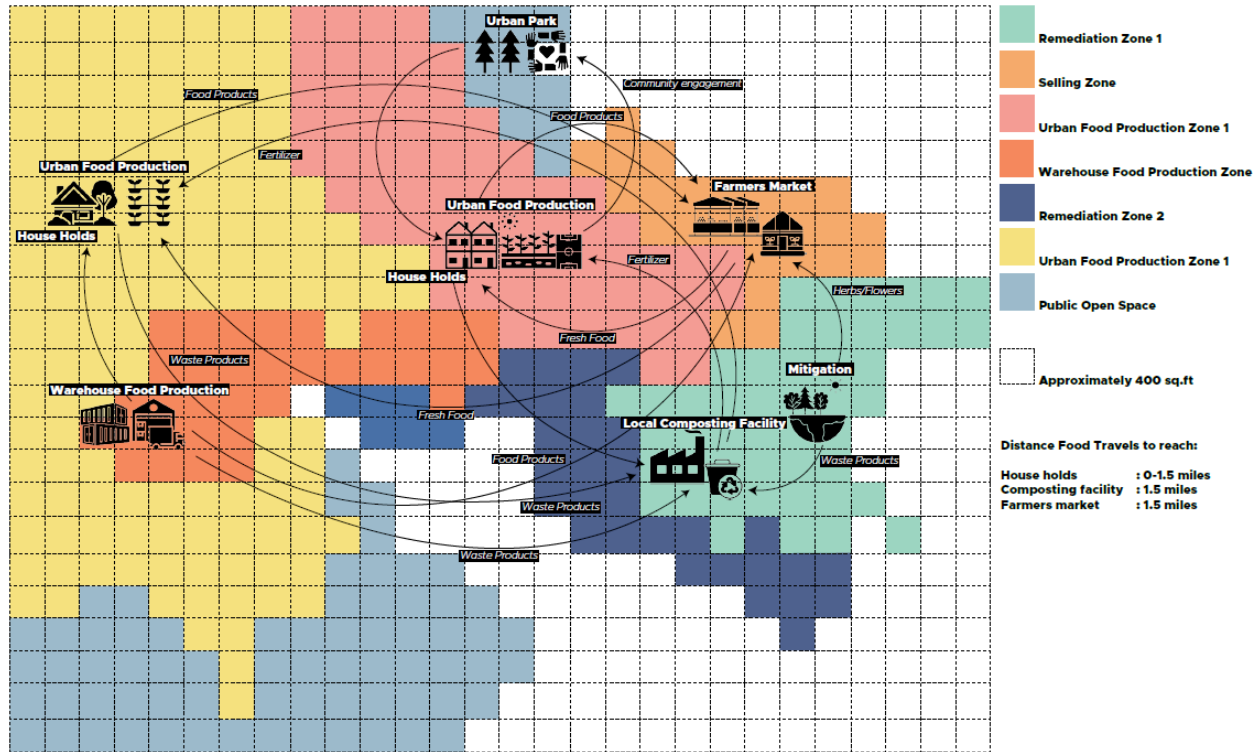 Urban Park
Community engagement
Food Products
Food Products
Fertilizer
Urban Food Production
House Holds
Farmers Market
Urban Food Production
House Holds
Fertilizer
Herbs/Flowers
Fresh Food
Waste Products
Mitigation
Warehouse Food Production
Fresh Food
Local Composting Facility
Food Products
Waste Products
Waste Products
Waste Products
Remediation Zone 1
Selling Zone
Urban Food Production Zone 1
Warehouse Food Production Zone
Remediation Zone 2
Urban Food Production Zone 1
Public Open Space
Approximately 400 sq.ft
Distance Food Travels to reach:
House holds : 0-1.5 miles
Composting facility : 1.5 miles
Farmers market : 1.5 miles